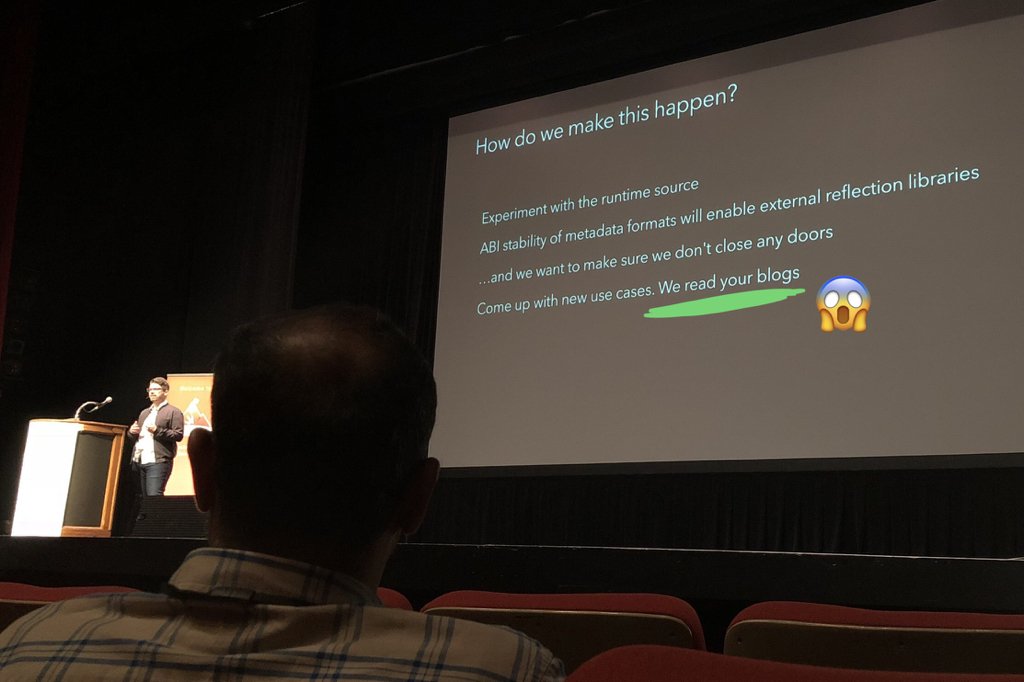 How do we make this happen?
Experiment with the runtime source
ABI stability of metadata formats will enable external reflection libraries
…and we want to make sure we don't close any doors
Come up with new use cases. We read your blogs